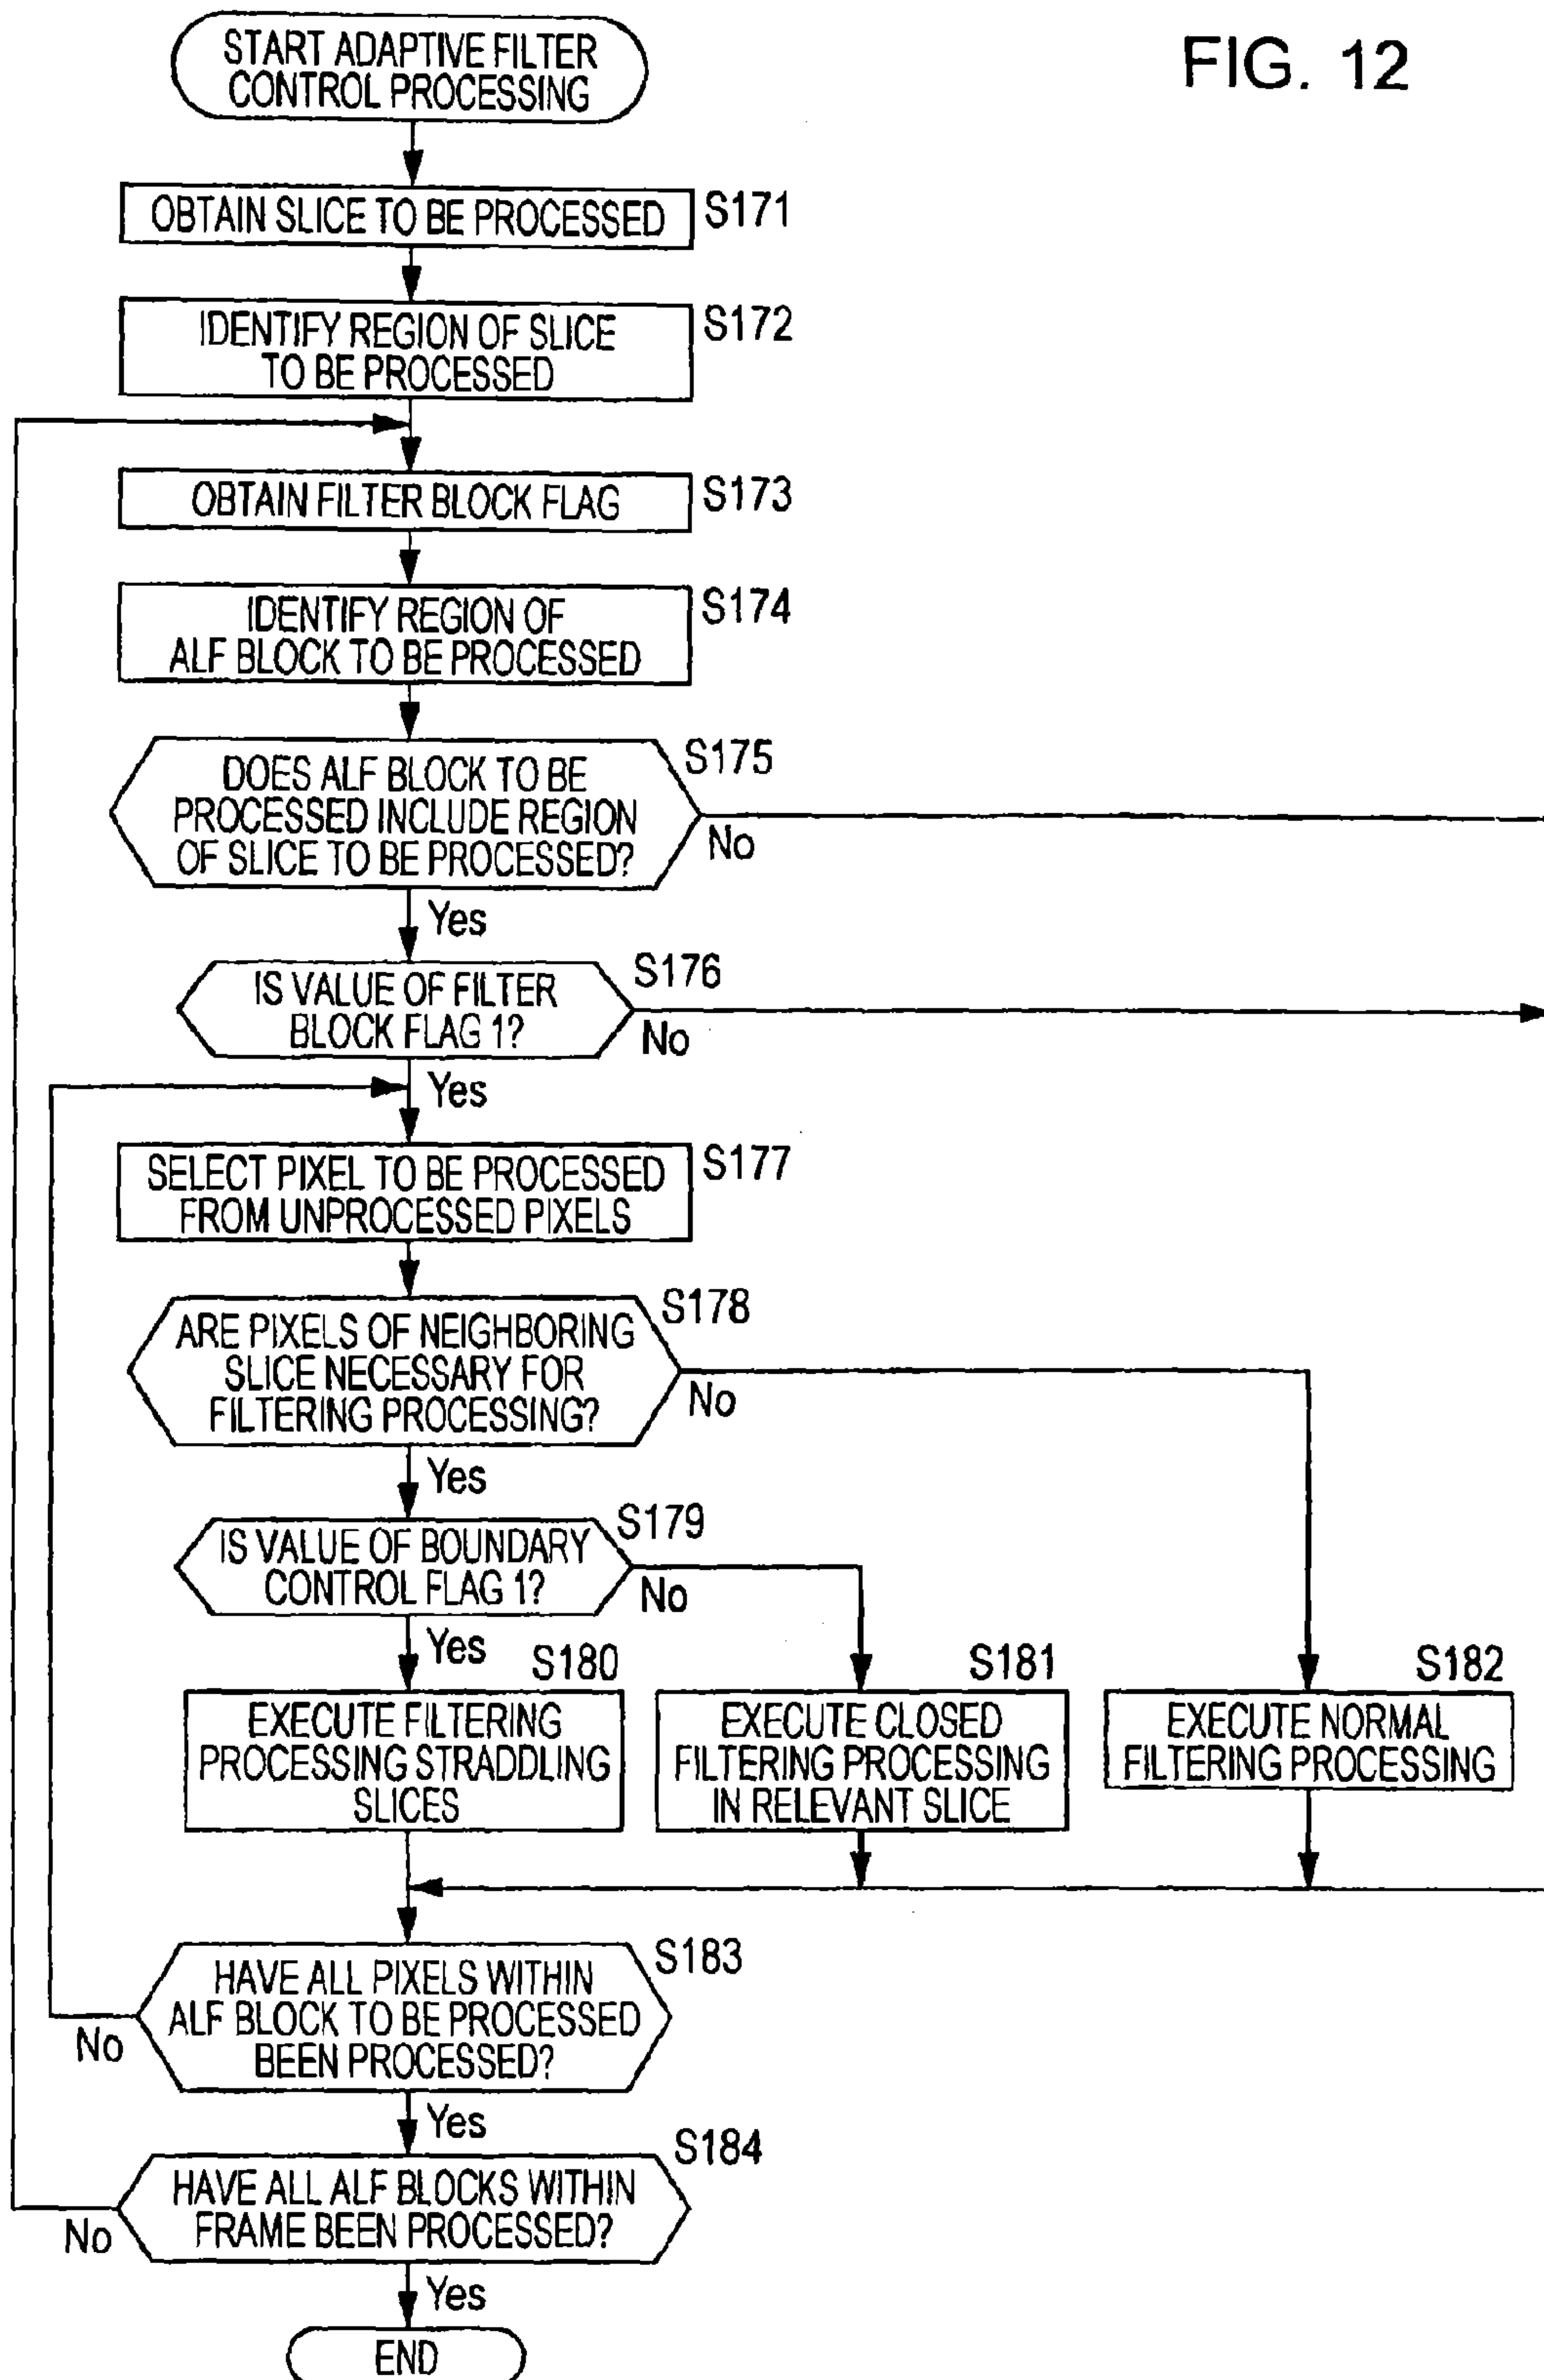 FIG. 12
START ADAPTIVE FILTER
CONTROL PROCESSING
OBTAIN SLICE TO BE PROCESSED
S171
IDENTIFY REGION OF SLICE
TO BE PROCESSED
S172
OBTAIN FILTER BLOCK FLAG
S173
IDENTIFY REGION OF
ALF BLOCK TO BE PROCESSED
S174
DOES ALF BLOCK TO BE
PROCESSED INCLUDE REGION
OF SLICE TO BE PROCESSED?
S175
No
Yes
IS VALUE OF FILTER
BLOCK FLAG 1?
S176
No
Yes
SELECT PIXEL TO BE PROCESSED
FROM UNPROCESSED PIXELS
S177
ARE PIXELS OF NEIGHBORING
SLICE NECESSARY FOR
FILTERING PROCESSING?
S178
No
Yes
IS VALUE OF BOUNDARY
CONTROL FLAG 1?
S179
No
Yes
S180
EXECUTE FILTERING
PROCESSING STRADDLING
SLICES
S181
EXECUTE CLOSED
FILTERING PROCESSING
IN RELEVANT SLICE
S182
EXECUTE NORMAL
FILTERING PROCESSING
HAVE ALL PIXELS WITHIN
ALF BLOCK TO BE PROCESSED
BEEN PROCESSED?
S183
No
Yes
HAVE ALL ALF BLOCKS WITHIN
FRAME BEEN PROCESSED?
S184
No
Yes
END